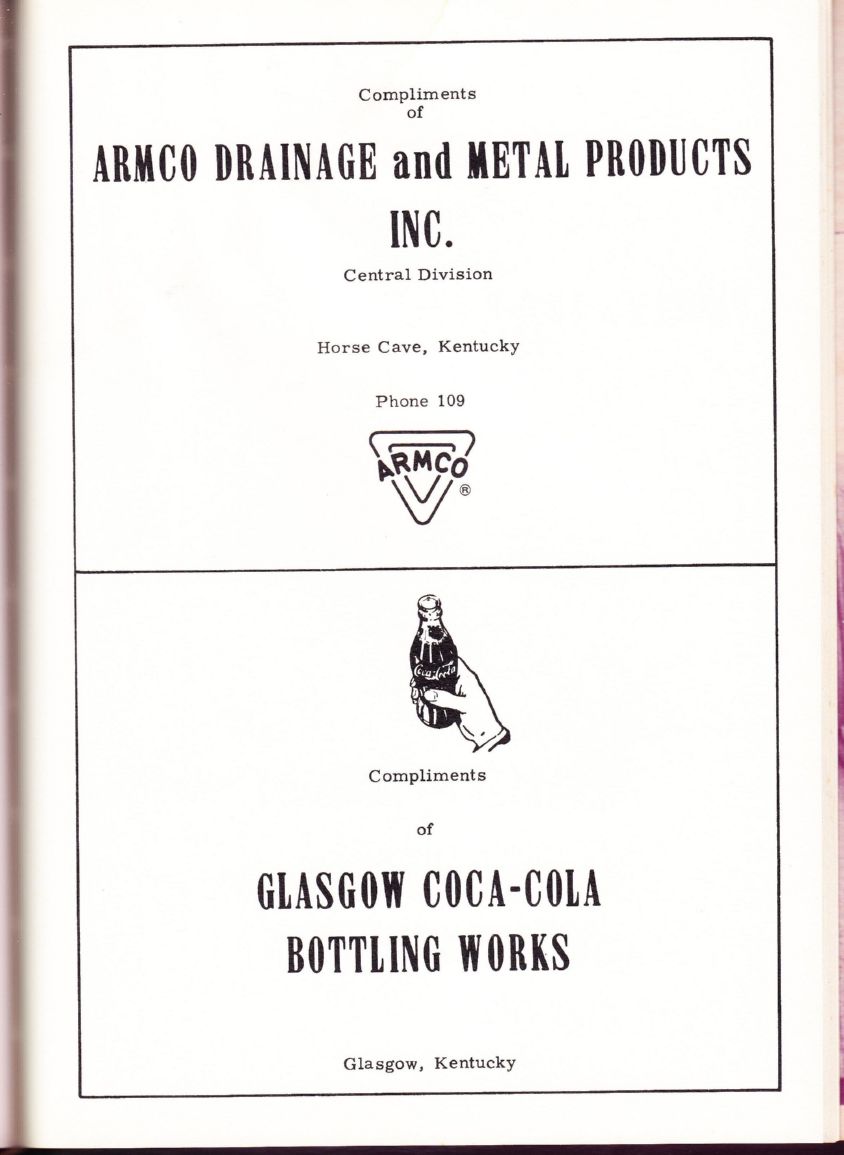 Compliments
of
ARMCO DRAINAGE and METAL PRODUCTS
INC.
Central Division
Horse Cave, Kentucky
Phone 109
ARMCO
®
Coca-Cola
Compliments
of
GLASGOW COCA-COLA
BOTTLING WORKS
Glasgow, Kentucky